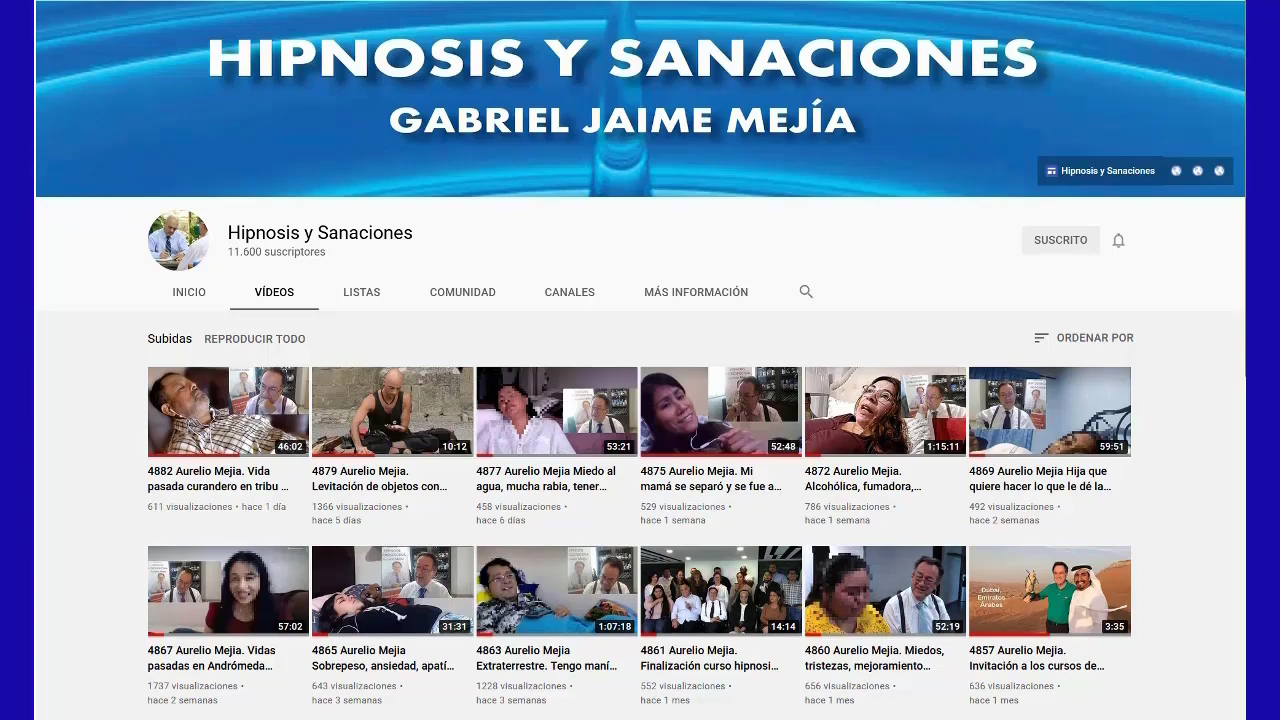 HIPNOSIS Y SANACIONES
GABRIEL JAIME MEJÍA
Hipnosis y Sanaciones
Hipnosis y Sanaciones
11.600 suscriptores
SUSCRITO
INICIO VÍDEOS LISTAS COMUNIDAD CANALES MÁS INFORMACIÓN
Subidas REPRODUCIR TODO
ORDENAR POR
46:02
4882 Aurelio Mejia. Vida
pasada curandero en tribu ...
611 visualizaciones • hace 1 día
10:12
4879 Aurelio Mejia.
Levitación de objetos con...
1366 visualizaciones •
hace 5 días
53:21
4877 Aurelio Mejia Miedo al
agua, mucha rabia, tener...
458 visualizaciones •
hace 6 días
52:48
4875 Aurelio Mejia. Mi
mamá se separó y se fue a...
529 visualizaciones •
hace 1 semana
1:15:11
4872 Aurelio Mejia.
Alcohólica, fumadora,...
786 visualizaciones •
hace 1 semana
59:51
4869 Aurelio Mejia Hija que
quiere hacer lo que le dé la...
492 visualizaciones •
hace 2 semanas
57:02
4867 Aurelio Mejia. Vidas
pasadas en Andrómeda...
1737 visualizaciones •
hace 2 semanas
31:31
4865 Aurelio Mejia
Sobrepeso, ansiedad, apatí...
643 visualizaciones •
hace 3 semanas
1:07:18
4863 Aurelio Mejia
Extraterrestre. Tengo maní...
1228 visualizaciones •
hace 3 semanas
14:14
4861 Aurelio Mejia.
Finalización curso hipnosi...
552 visualizaciones •
hace 1 mes
52:19
4860 Aurelio Mejia. Miedos,
tristezas, mejoramiento...
656 visualizaciones •
hace 1 mes
Dubai,
Emiratos
Árabes
3:35
4857 Aurelio Mejia.
Invitación a los cursos de...
636 visualizaciones •
hace 1 mes